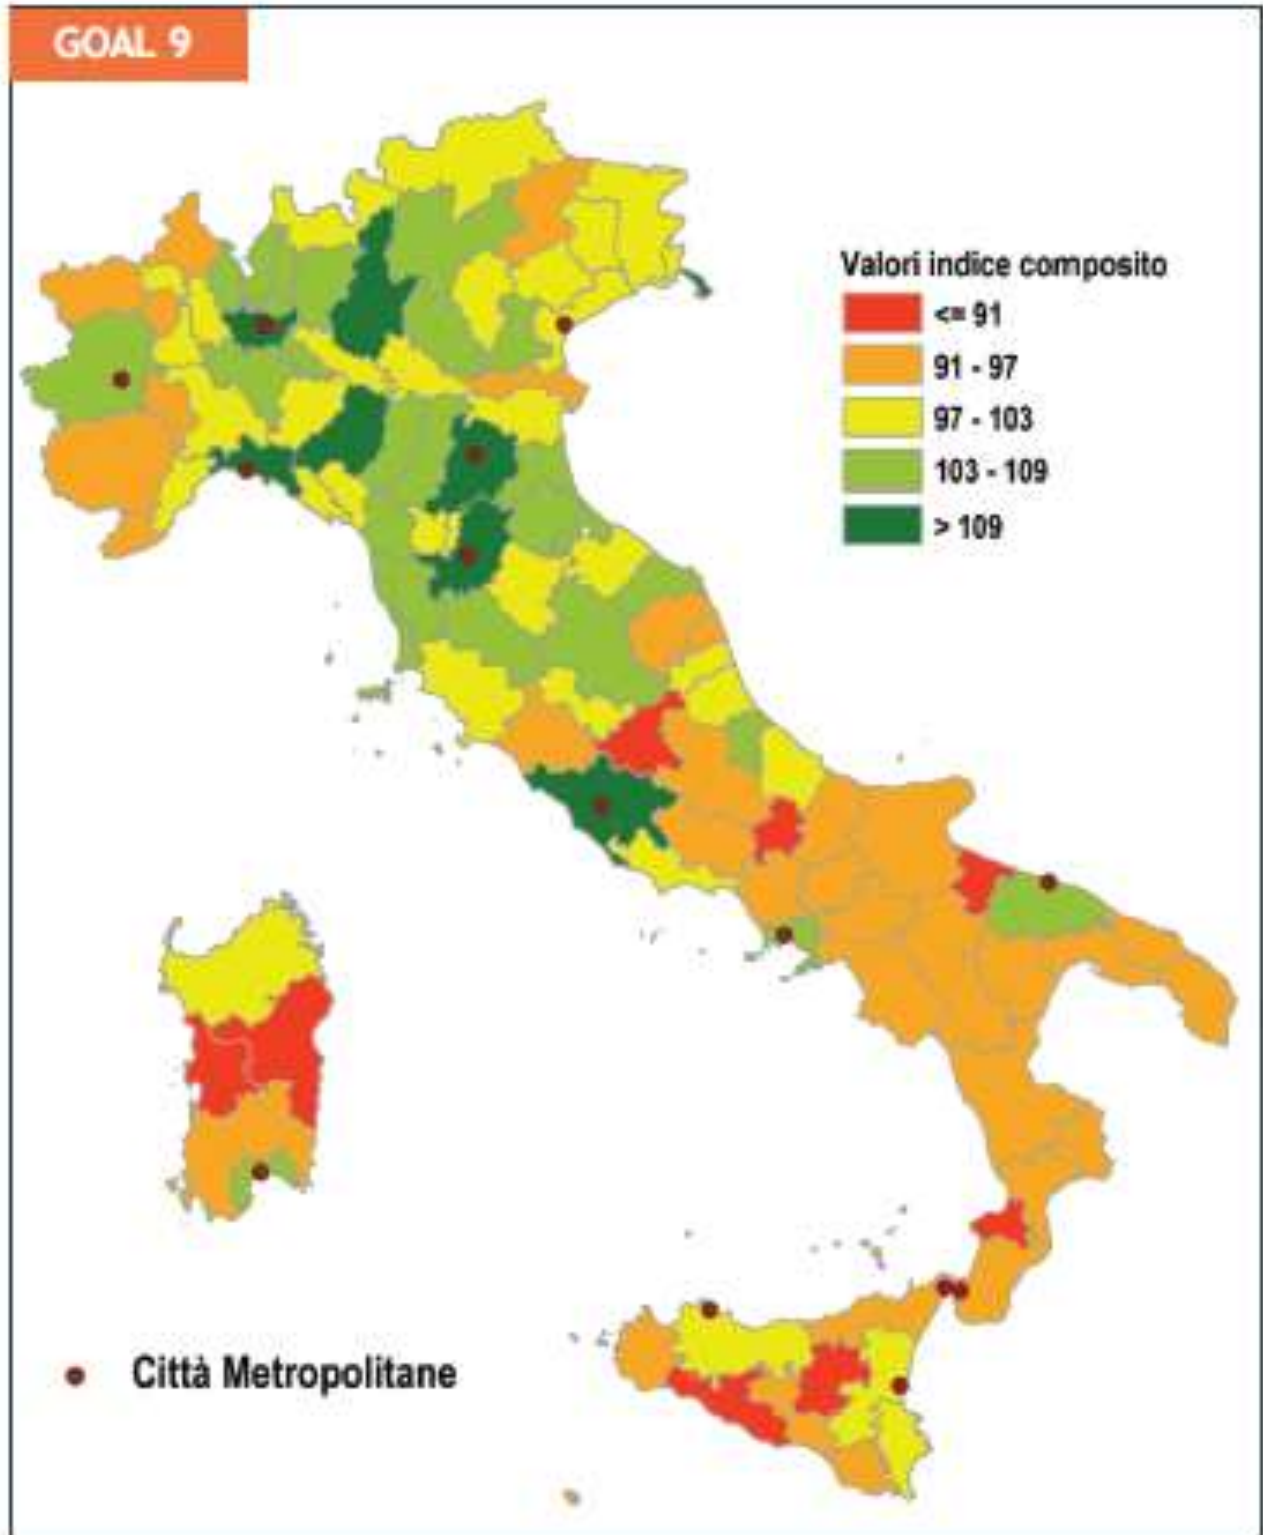 GOAL 9
Valori indice composito
<= 91
91 - 97
97 - 103
103 - 109
> 109
Città Metropolitane